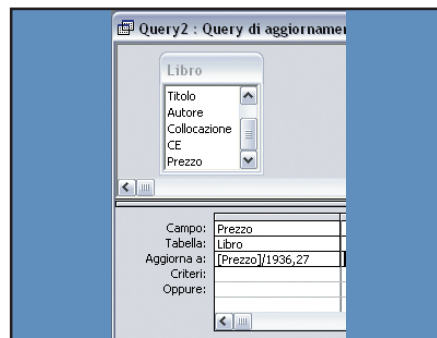 Query2 : Query di aggiornamen
Libro
Titolo
Autore
Collocazione
CE
Prezzo
Campo: Prezzo
Tabella: Libro
Aggiorna a: [Prezzo]/1936,27
Criteri:
Oppure: